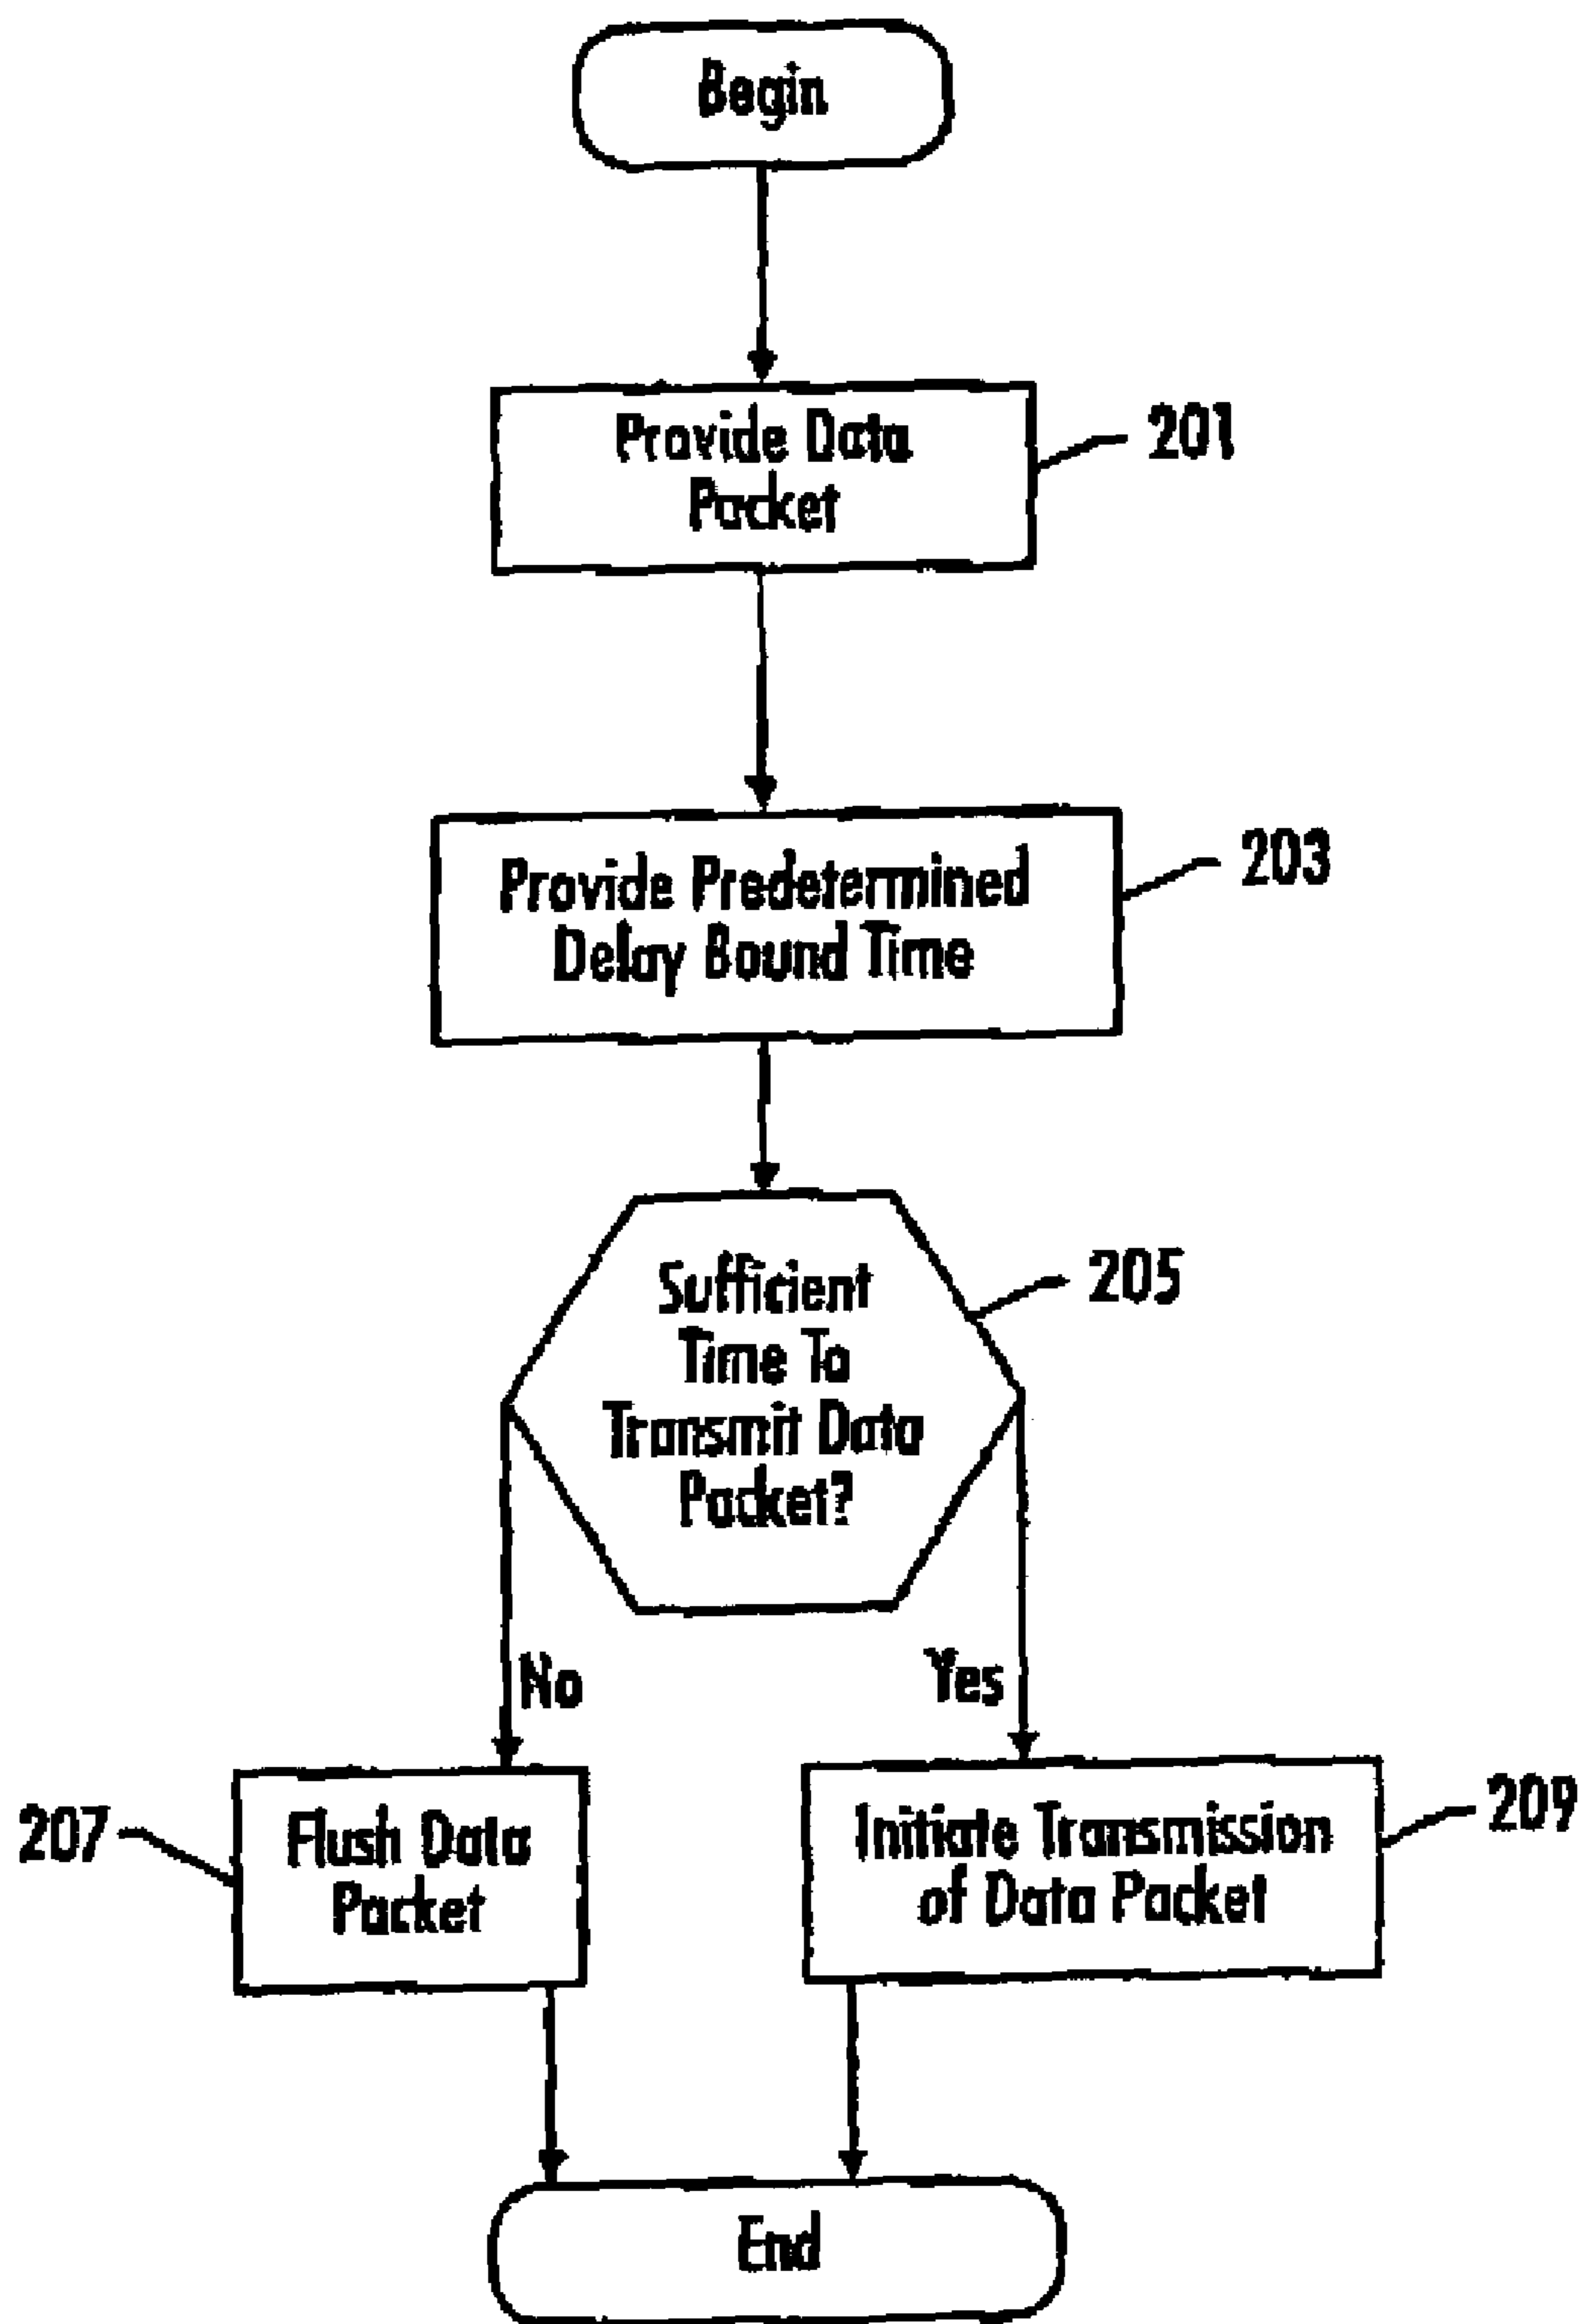 Begin
Provide Data
Packet
201
Provide Predetermined
Delay Bound Time
203
Sufficient
Time To
Transmit Data
Packet?
205
No
Yes
207
Flush Data
Packet
Initiate Transmission
of Data Packet
209
End